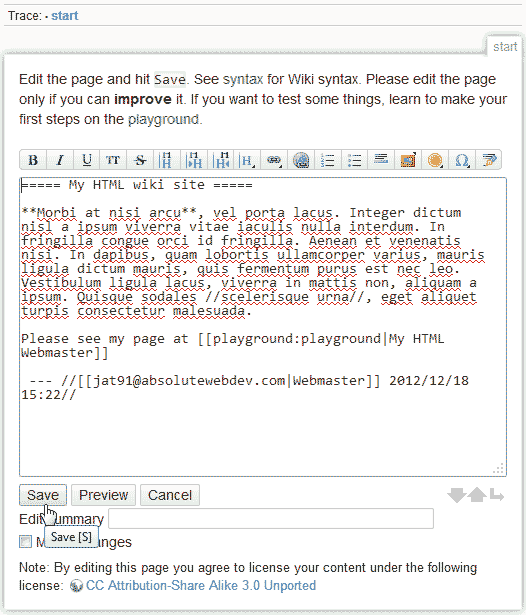 Trace: • start
start
Edit the page and hit Save. See syntax for Wiki syntax. Please edit the page
only if you can improve it. If you want to test some things, learn to make your
first steps on the playground.
B I U TT S H H H H
===== My HTML wiki site =====
**Morbi at nisi arcu**, vel porta lacus. Integer dictum
nisl a ipsum viverra vitae iaculis nulla interdum. In
fringilla congue orci id fringilla. Aenean et venenatis
nisi. In dapibus, quam lobortis ullamcorper varius, mauris
ligula dictum mauris, quis fermentum purus est nec leo.
Vestibulum ligula lacus, viverra in mattis non, aliquam a
ipsum. Quisque sodales //scelerisque urna//, eget aliquet
turpis consectetur malesuada.
Please see my page at [[playground:playground|My HTML
Webmaster]]
--- //[[jat91@absolutewebdev.com|Webmaster]] 2012/12/18
15:22//
Save Preview Cancel
Edit summary
Save [S]
Note: By editing this page you agree to license your content under the following
license: CC Attribution-Share Alike 3.0 Unported